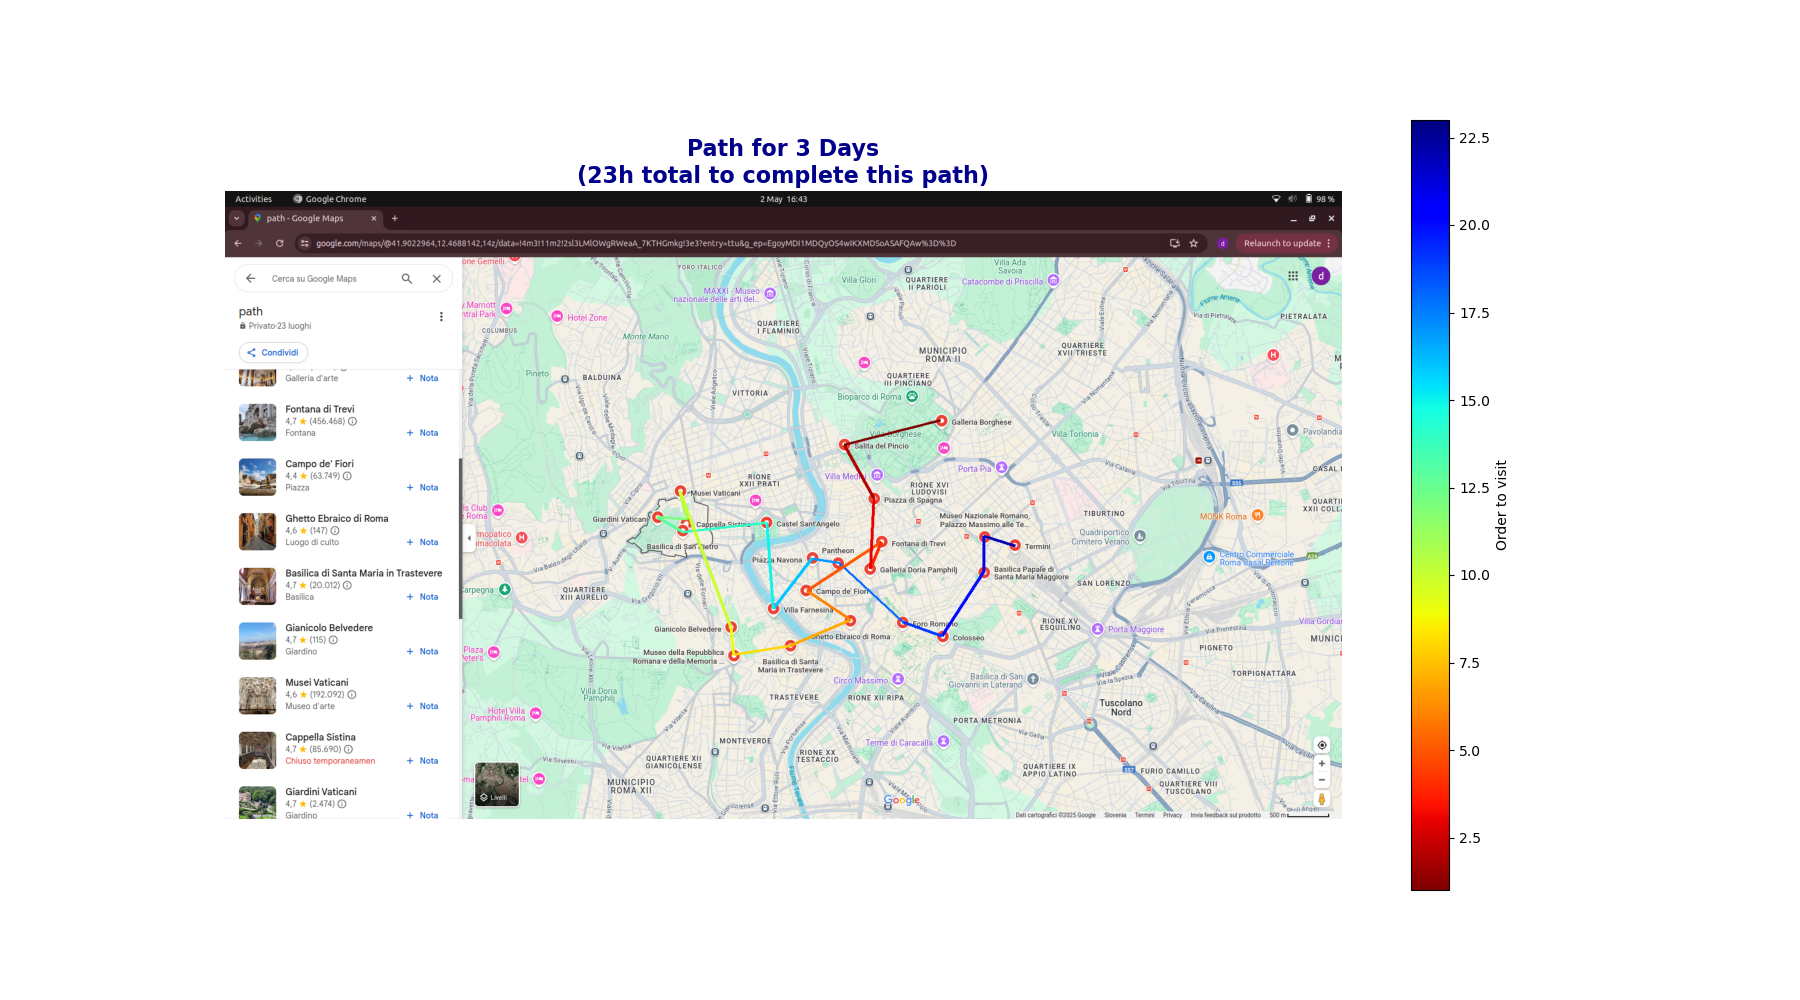 Path for 3 Days
(23h total to complete this path)
Activities
Google Chrome
2 May 16:43
98 %
path - Google Maps
google.com/maps/@41.9022964,12.4688142,14z/data=!4m3!11m2!2sl3LMlOWgRWeaA_7KTHGmkg!3e3?entry=ttu&g_ep=EgoyMDI1MDQyOS4wIKXMDSoASAFQAw%3D%3D
d
Relaunch to update
Cerca su Google Maps
path
Privato·23 luoghi
Condividi
Galleria d'arte
+ Nota
Fontana di Trevi
4,7 ★ (456.468)
Fontana
+ Nota
Campo de' Fiori
4,4 ★ (63.749)
Piazza
+ Nota
Ghetto Ebraico di Roma
4,6 ★ (147)
Luogo di culto
+ Nota
Basilica di Santa Maria in Trastevere
4,7 ★ (20.012)
Basilica
+ Nota
Gianicolo Belvedere
4,7 ★ (115)
Giardino
+ Nota
Musei Vaticani
4,6 ★ (192.092)
Museo d'arte
+ Nota
Cappella Sistina
4,7 ★ (85.690)
Chiuso temporaneamen
+ Nota
Giardini Vaticani
4,7 ★ (2.474)
Giardino
+ Nota
one Gemelli
FORO ITALICO
Villa Glori
QUARTIERE
II PARIOLI
Villa Ada
Savoia
Catacombe di Priscilla
d
MAXXI - Museo
nazionale delle arti del...
Marriott
ntral Park
Hotel Zone
COLUMBUS
Monte Mario
QUARTIERE
I FLAMINIO
PIETRALATA
MUNICIPIO
ROMA II
QUARTIERE
XVII TRIESTE
Pineto
BALDUINA
VITTORIA
QUARTIERE
III PINCIANO
Bioparco di Roma
Galleria Borghese
Villa Borghese
Salita del Pincio
Villa Torlonia
Pavolandia
Porta Pia
Villa Medici
RIONE
XXII PRATI
RIONE XVI
LUDOVISI
Musei Vaticani
Piazza di Spagna
TIBURTINO
MONK Roma
Giardini Vaticani
Cappella Sistina
Castel Sant'Angelo
Museo Nazionale Romano,
Palazzo Massimo alle Te...
Quadriportico
Cimitero Verano
Basilica di San Pietro
Piazza Navona
Pantheon
Fontana di Trevi
Termini
Centro Commerciale
Roma Casal Bertone
Galleria Doria Pamphilj
Basilica Papale di
Santa Maria Maggiore
SAN LORENZO
QUARTIERE
XIII AURELIO
Campo de' Fiori
Villa Farnesina
Foro Romano
Colosseo
RIONE XV
ESQUILINO
Porta Maggiore
Villa Gordiani
Gianicolo Belvedere
Ghetto Ebraico di Roma
PIGNETO
Museo della Repubblica
Romana e della Memoria ...
Basilica di Santa
Maria in Trastevere
Circo Massimo
Basilica di San
Giovanni in Laterano
TORPIGNATTARA
Villa Doria
Pamphilj
TRASTEVERE
RIONE XII RIPA
Tuscolano
Nord
Hotel Villa
Pamphili Roma
PORTA METRONIA
MONTEVERDE
Terme di Caracalla
QUARTIERE XII
GIANICOLENSE
RIONE XX
TESTACCIO
QUARTIERE IX
APPIO LATINO
FURIO CAMILLO
QUARTIERE VIII
TUSCOLANO
MUNICIPIO
ROMA XII
Livelli
Google
Dati cartografici ©2025 Google
Slovenia
Termini
Privacy
Invia feedback sul prodotto
500 m
22.5
20.0
17.5
15.0
12.5
10.0
7.5
5.0
2.5
Order to visit